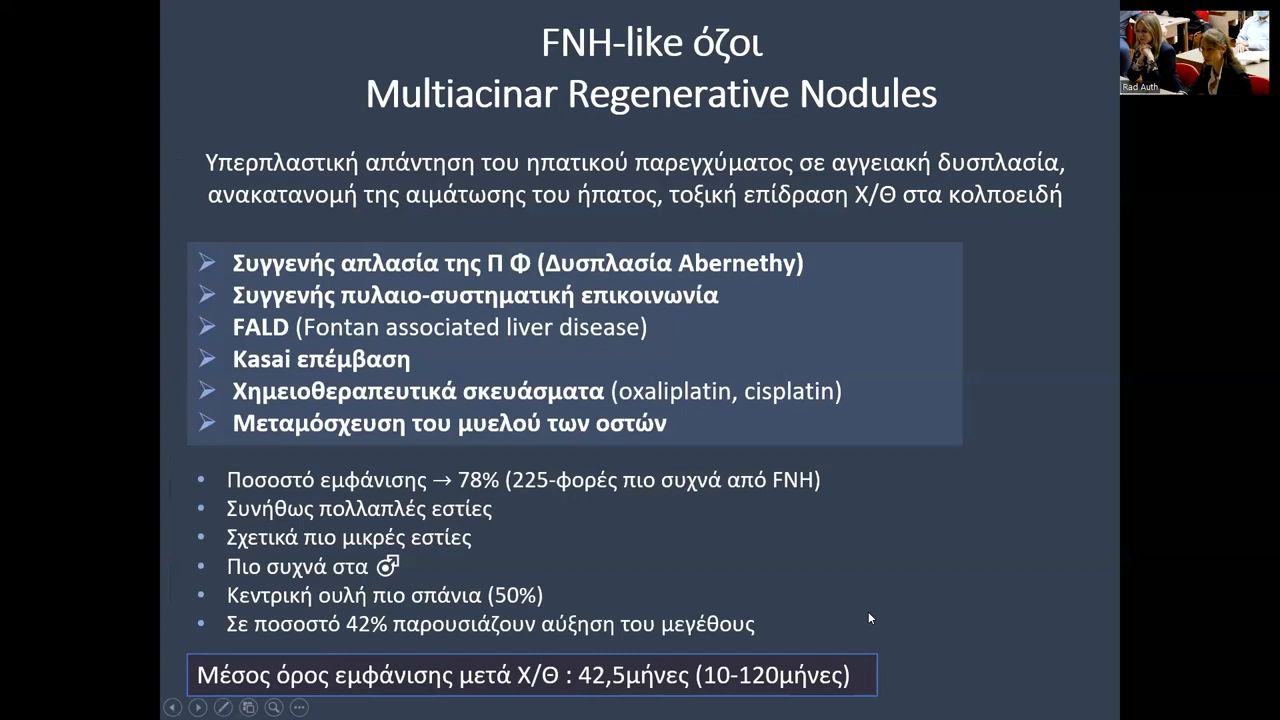 FNH-like όζοι
Multiacinar Regenerative Nodules
Υπερπλαστική απάντηση του ηπατικού παρεγχύματος σε αγγειακή δυσπλασία,
ανακατανομή της αιμάτωσης του ήπατος, τοξική επίδραση Χ/Θ στα κολποειδή
Συγγενής απλασία της Π Φ (Δυσπλασία Abernethy)
Συγγενής πυλαιο-συστηματική επικοινωνία
FALD (Fontan associated liver disease)
Kasai επέμβαση
Χημειοθεραπευτικά σκευάσματα (oxaliplatin, cisplatin)
Μεταμόσχευση του μυελού των οστών
Ποσοστό εμφάνισης → 78% (225-φορές πιο συχνά από FNH)
Συνήθως πολλαπλές εστίες
Σχετικά πιο μικρές εστίες
Πιο συχνά στα ♂
Κεντρική ουλή πιο σπάνια (50%)
Σε ποσοστό 42% παρουσιάζουν αύξηση του μεγέθους
Μέσος όρος εμφάνισης μετά Χ/Θ : 42,5μήνες (10-120μήνες)
Rad Auth